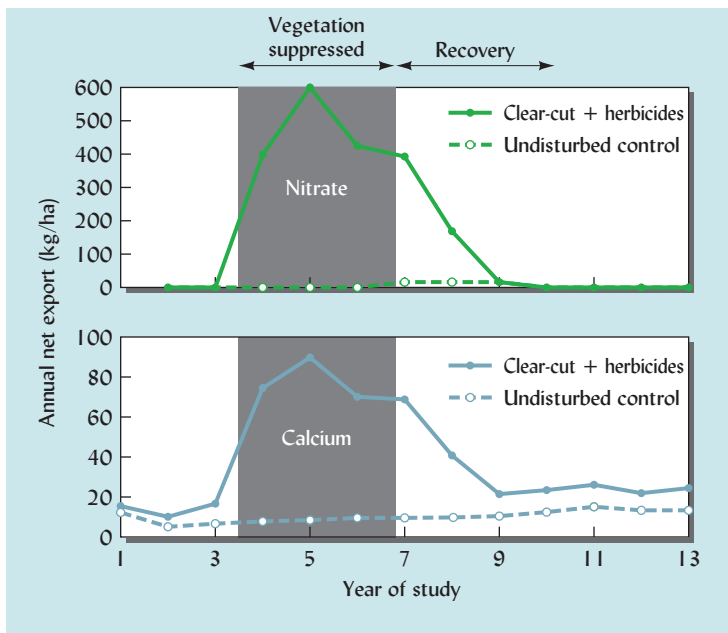 Vegetation
suppressed
Recovery
Annual net export (kg/ha)
600
500
400
300
200
100
0
Clear-cut + herbicides
Undisturbed control
Nitrate
100
80
60
40
20
0
Clear-cut + herbicides
Undisturbed control
Calcium
1 3 5 7 9 11 13
Year of study